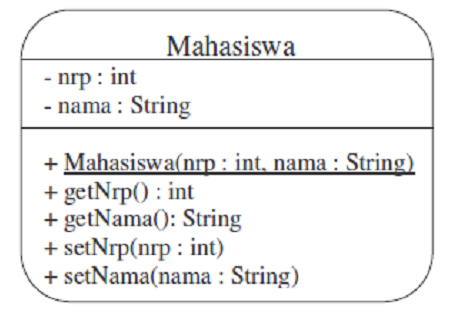 Mahasiswa
- nrp : int
- nama : String
+ Mahasiswa(nrp : int, nama : String)
+ getNrp() : int
+ getNama(): String
+ setNrp(nrp : int)
+ setNama(nama : String)